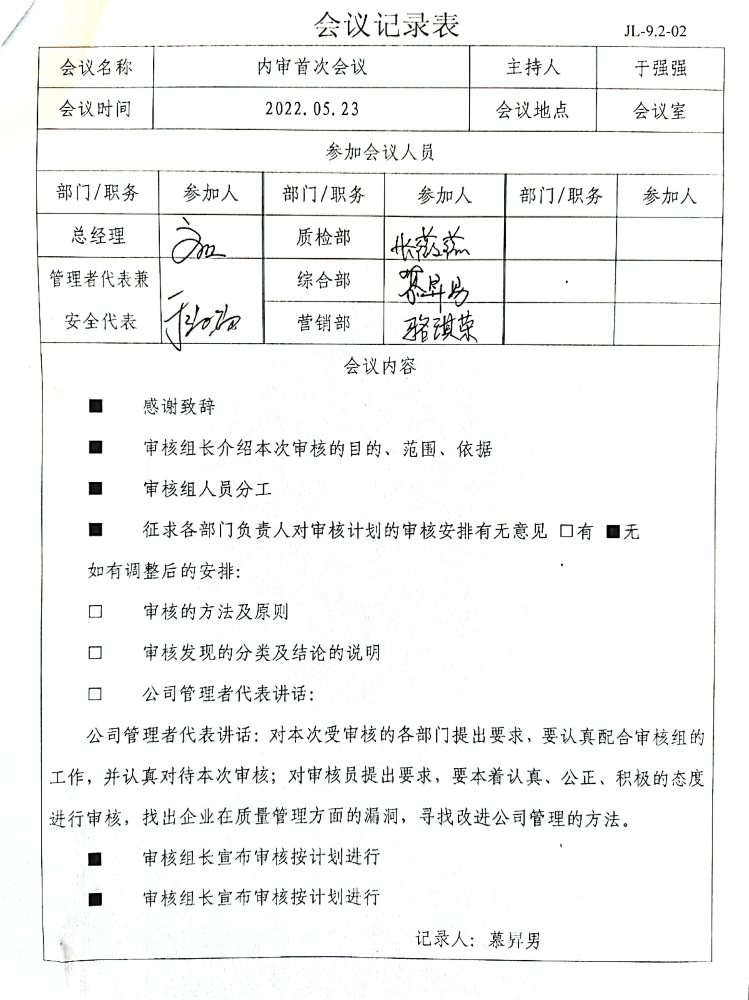 会议记录表
JL-9.2-02
会议名称 内审首次会议 主持人 于强强
会议时间 2022.05.23 会议地点 会议室
参加会议人员
部门/职务 参加人 部门/职务 参加人 部门/职务 参加人
总经理 质检部
管理者代表兼 综合部
安全代表 营销部 骆淇荣
会议内容
■ 感谢致辞
■ 审核组长介绍本次审核的目的、范围、依据
■ 审核组人员分工
■ 征求各部门负责人对审核计划的审核安排有无意见 □有 ■无
如有调整后的安排:
□ 审核的方法及原则
□ 审核发现的分类及结论的说明
□ 公司管理者代表讲话:
公司管理者代表讲话:对本次受审核的各部门提出要求,要认真配合审核组的
工作,并认真对待本次审核;对审核员提出要求,要本着认真、公正、积极的态度
进行审核,找出企业在质量管理方面的漏洞,寻找改进公司管理的方法。
■ 审核组长宣布审核按计划进行
■ 审核组长宣布审核按计划进行
记录人: 慕昇男